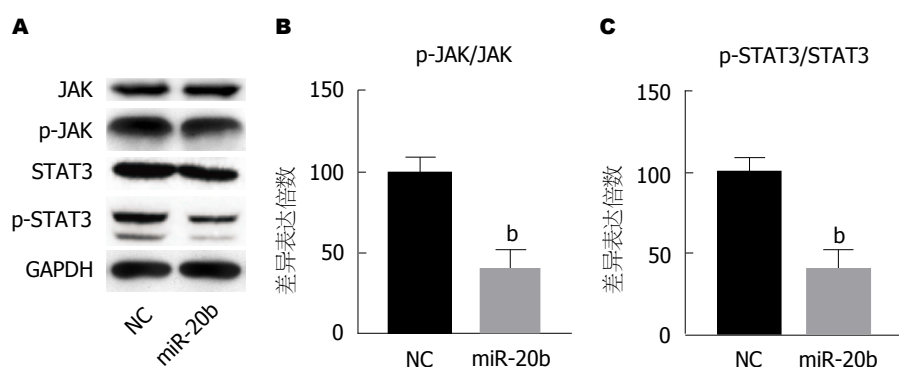 A
JAK
p-JAK
STAT3
p-STAT3
GAPDH
NC
miR-20b
B
p-JAK/JAK
差异表达倍数
150
100
50
0
b
NC
miR-20b
C
p-STAT3/STAT3
差异表达倍数
150
100
50
0
b
NC
miR-20b